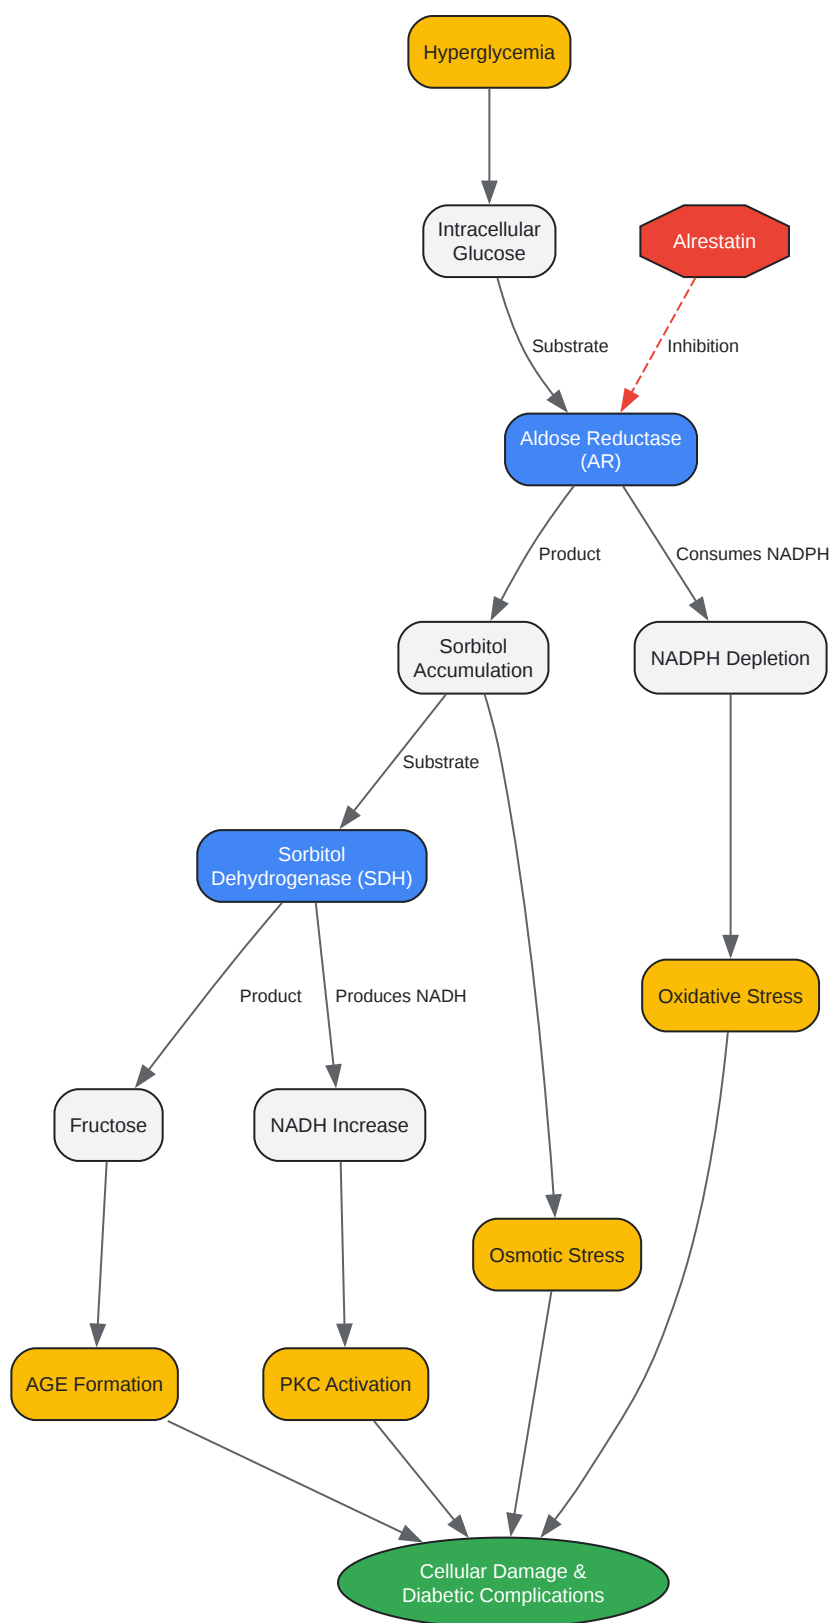 Hyperglycemia
Intracellular
Glucose
Alrestatin
Substrate
Inhibition
Aldose Reductase
(AR)
Product
Consumes NADPH
Sorbitol
Accumulation
NADPH Depletion
Substrate
Sorbitol
Dehydrogenase (SDH)
Product
Produces NADH
Oxidative Stress
Fructose
NADH Increase
Osmotic Stress
AGE Formation
PKC Activation
Cellular Damage &
Diabetic Complications